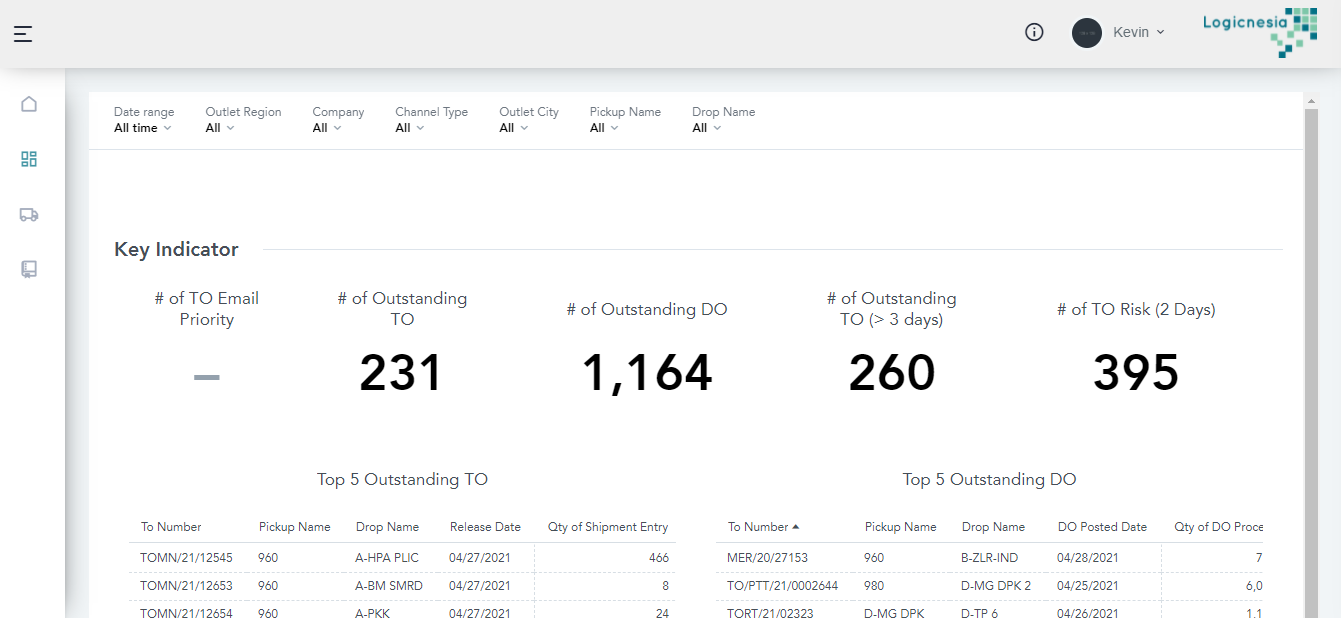 Kevin
Logicnesia
Date range Outlet Region Company Channel Type Outlet City Pickup Name Drop Name
All time All All All All All All
Key Indicator
# of TO Email Priority
# of Outstanding TO
# of Outstanding DO
# of Outstanding TO (> 3 days)
# of TO Risk (2 Days)
231 1,164 260 395
Top 5 Outstanding TO
To Number Pickup Name Drop Name Release Date Qty of Shipment Entry
TOMN/21/12545 960 A-HPA PLIC 04/27/2021 466
TOMN/21/12653 960 A-BM SMRD 04/27/2021 8
TOMN/21/12654 960 A-PKK 04/27/2021 24
Top 5 Outstanding DO
To Number Pickup Name Drop Name DO Posted Date Qty of DO Proce
MER/20/27153 960 B-ZLR-IND 04/28/2021 7
TO/PTT/21/0002644 980 D-MG DPK 2 04/25/2021 6,0
TORT/21/02323 D-MG DPK D-TP 6 04/26/2021 1,1